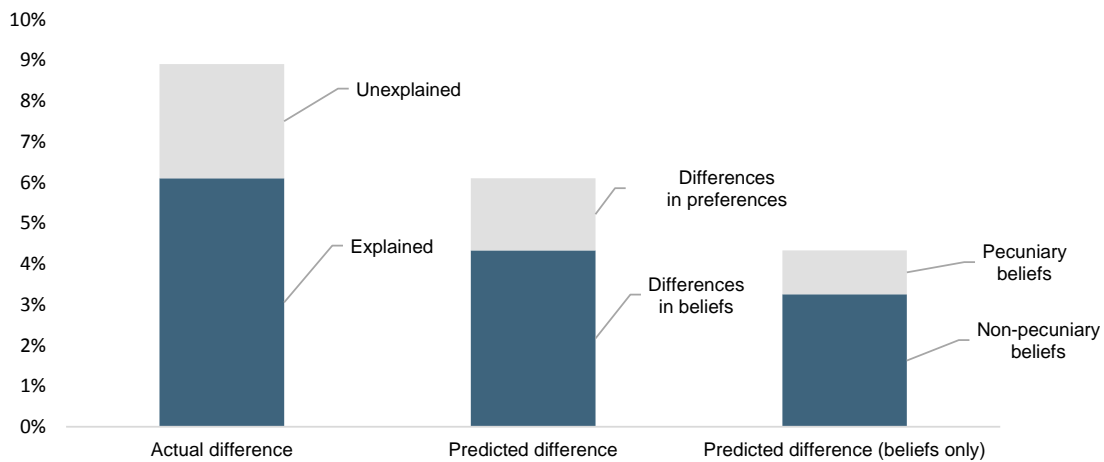 10%
9%
8%
7%
6%
5%
4%
3%
2%
1%
0%
Unexplained
Explained
Differences
in preferences
Differences
in beliefs
Pecuniary
beliefs
Non-pecuniary
beliefs
Actual difference
Predicted difference
Predicted difference (beliefs only)